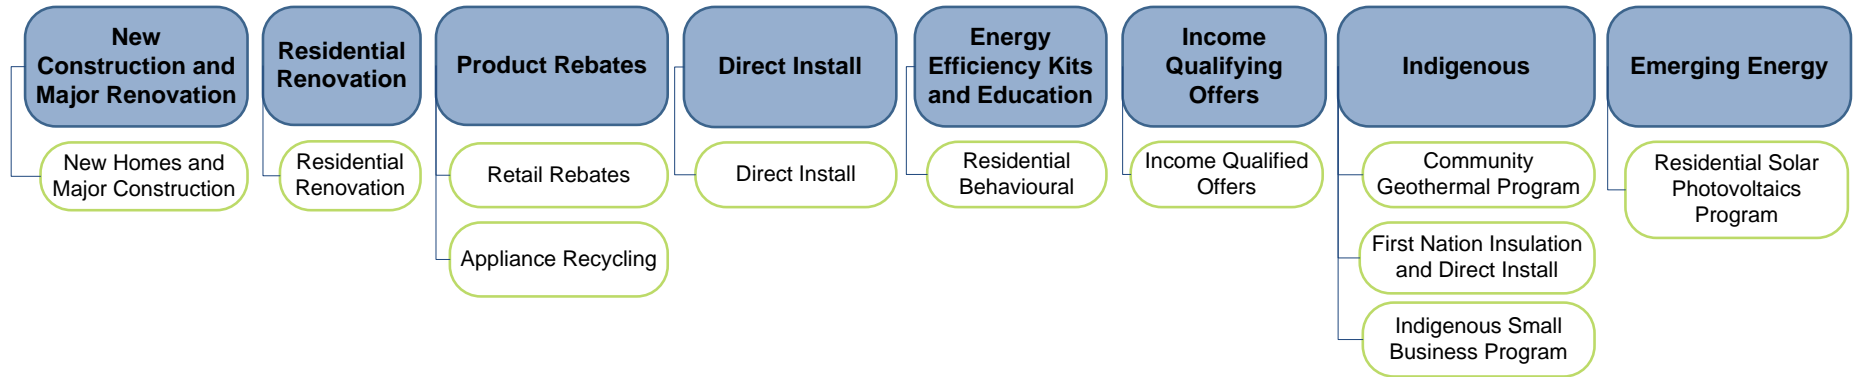 New
Construction and
Major Renovation
New Homes and
Major Construction
Residential
Renovation
Residential
Renovation
Product Rebates
Retail Rebates
Appliance Recycling
Direct Install
Direct Install
Energy
Efficiency Kits
and Education
Residential
Behavioural
Income
Qualifying
Offers
Income Qualified
Offers
Indigenous
Community
Geothermal Program
First Nation Insulation
and Direct Install
Indigenous Small
Business Program
Emerging Energy
Residential Solar
Photovoltaics
Program